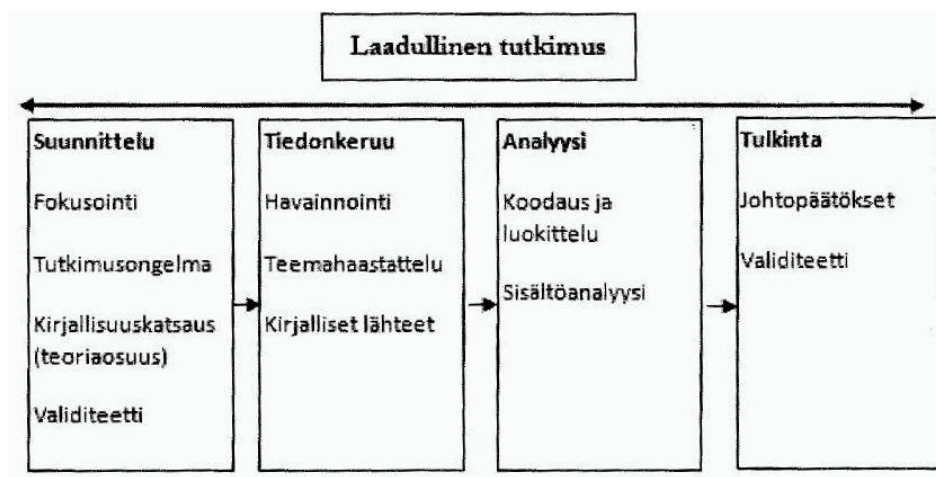 Laadullinen tutkimus
Suunnittelu
Fokusointi
Tutkimusongelma
Kirjallisuuskatsaus
(teoriaosuus)
Validiteetti
Tiedonkeruu
Havainnointi
Teemahaastattelu
Kirjalliset lähteet
Analyysi
Koodaus ja
luokittelu
Sisältöanalyysi
Tulkinta
Johtopäätökset
Validiteetti